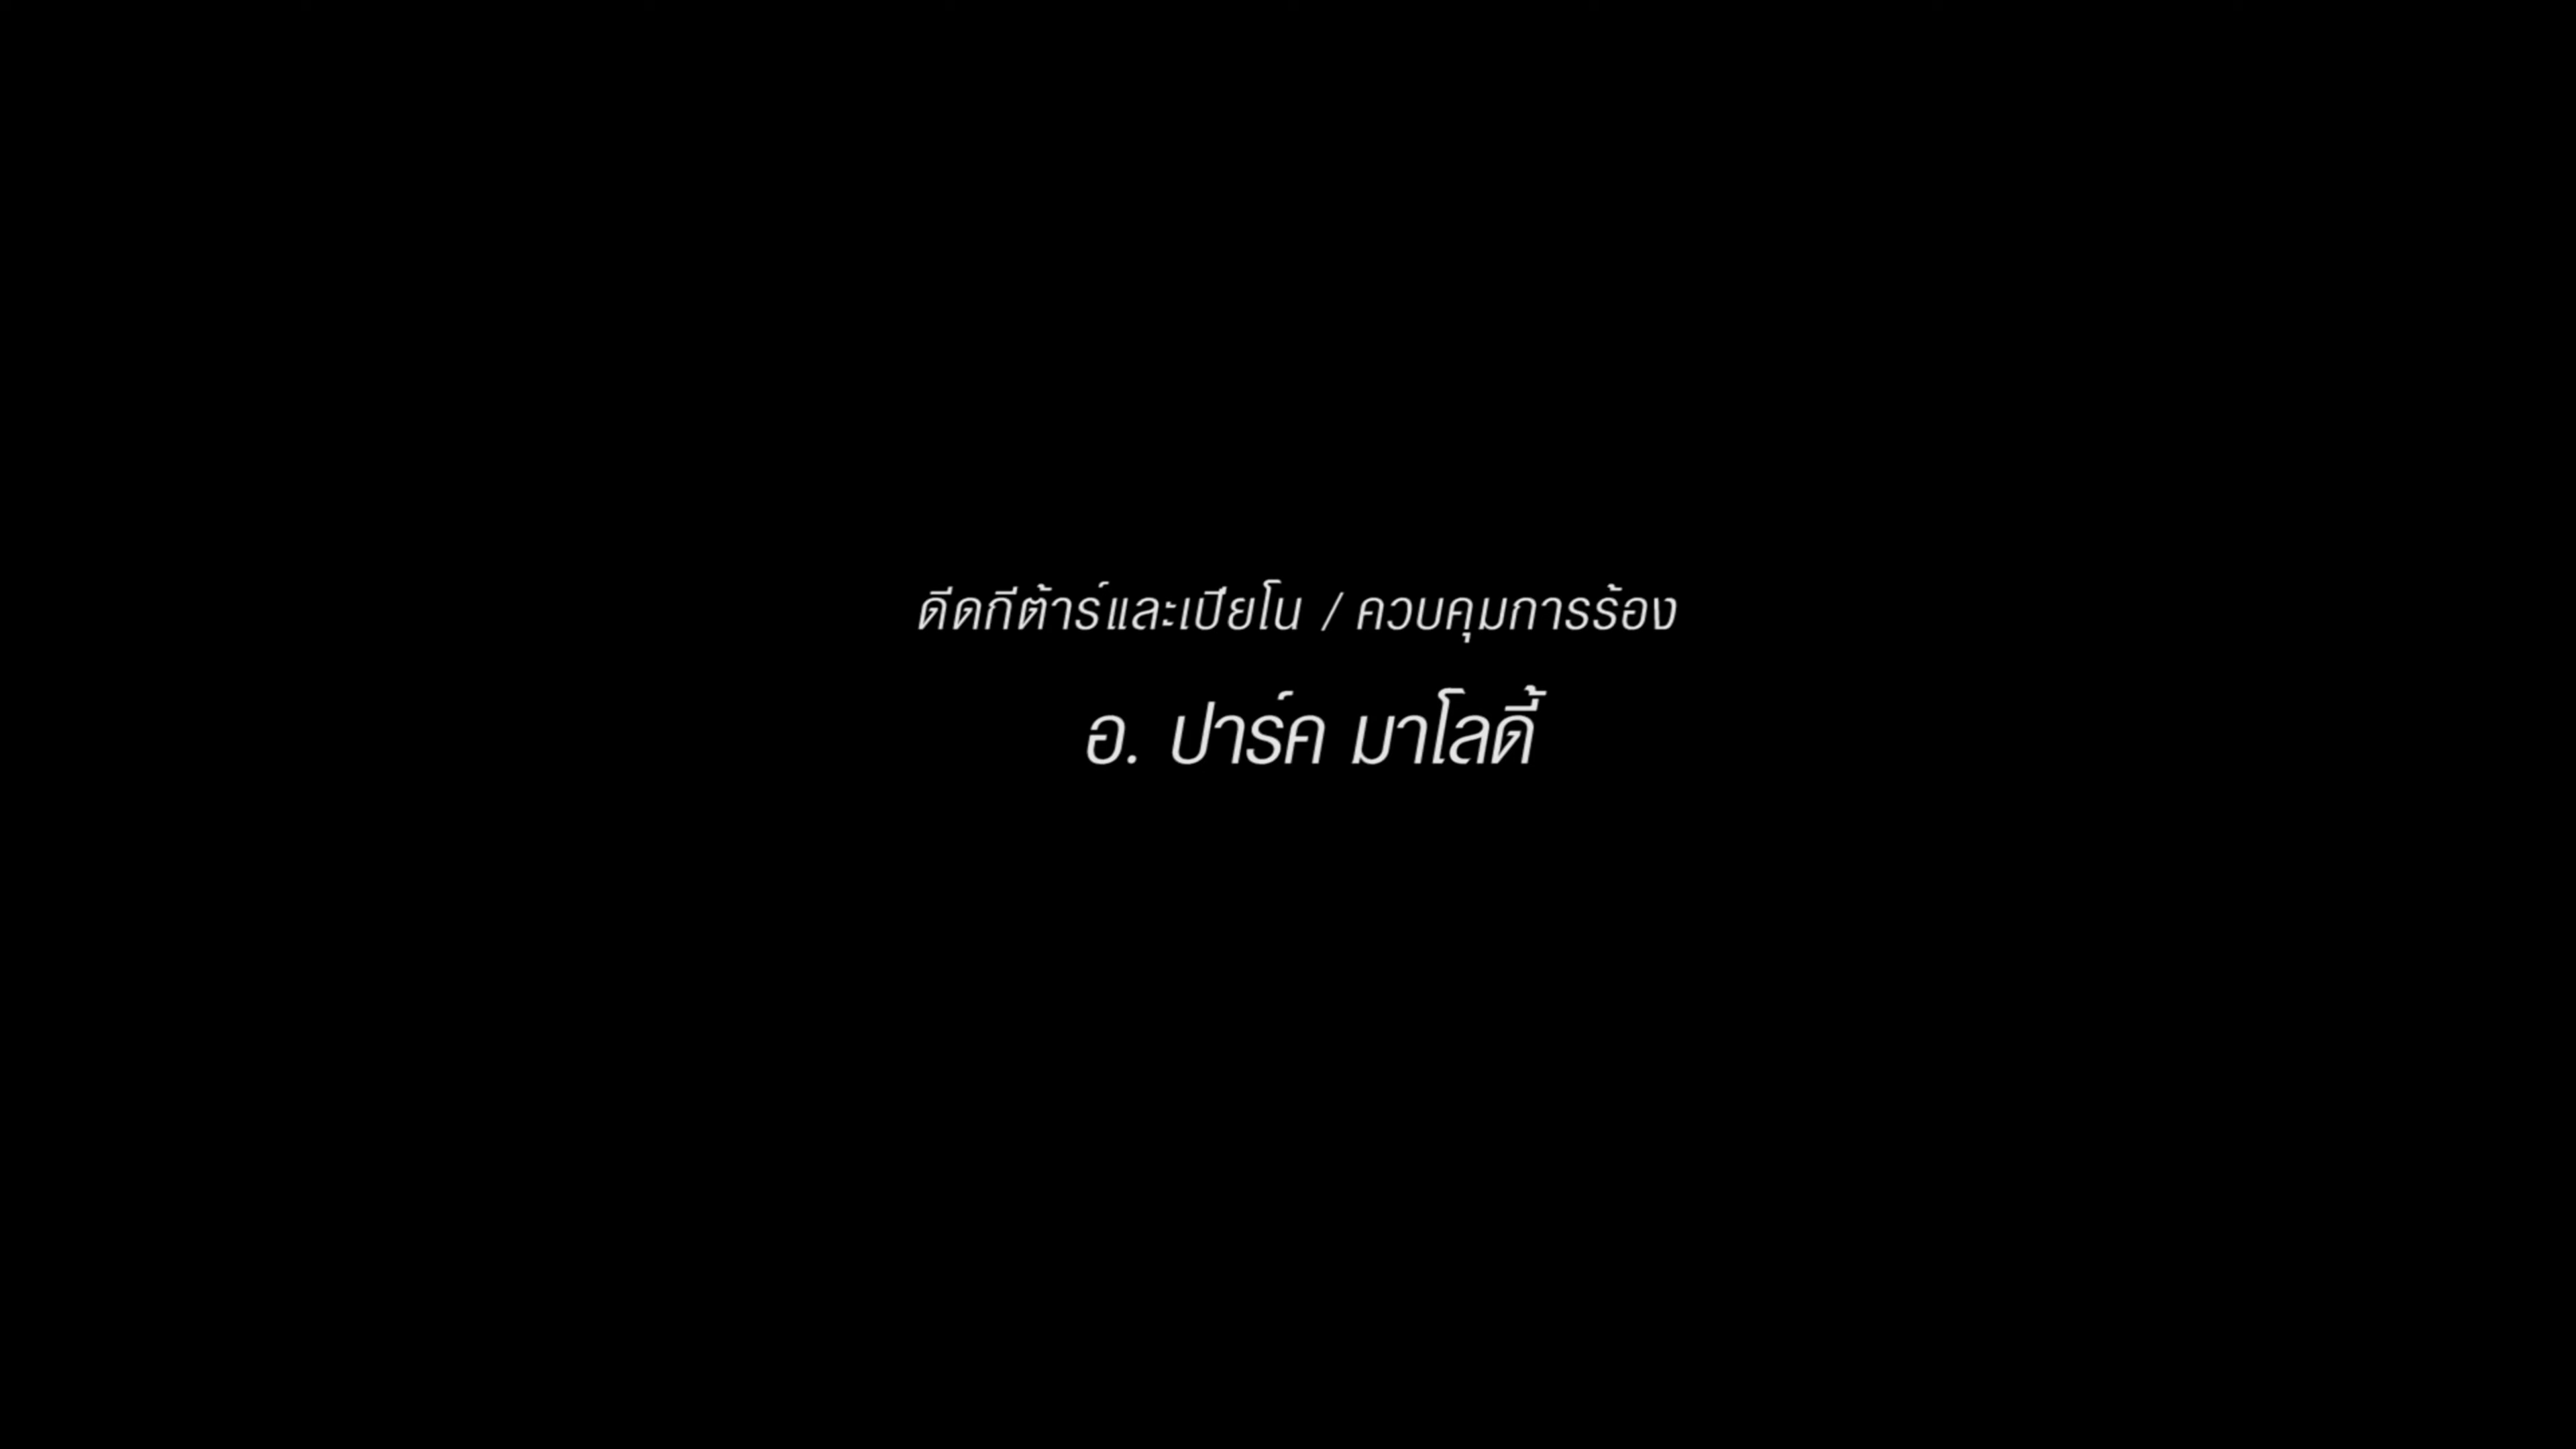 ดีดกีต้าร์และเปียโน / ควบคุมการร้อง
อ. ปาร์ค มาโลดี้